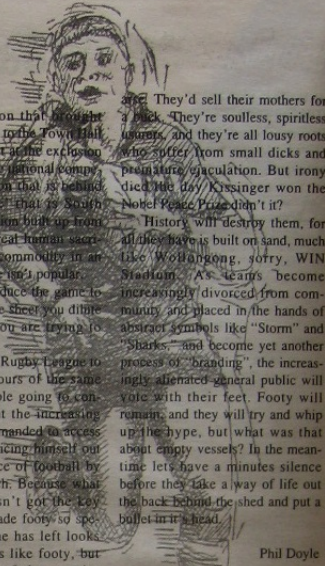 on that brought
to the Town Hall
t at the exclusion
g national compe-
m that is behind
that is South
tion built up from
eal human sacri-
commodity in an
isn't popular.
duce the game to
e sheet you dilute
ou are trying to
Rugby League to
ours of the same
ole going to con-
t the increasing
manded to access
ncing himself out
ce of football by
h. Because what
sn't got the key
ade footy so spe-
he has left looks
s like footy, but
arse. They'd sell their mothers for
a buck. They're soulless, spiritless
usurers, and they're all lousy roots
who suffer from small dicks and
premature ejaculation. But irony
died the day Kissinger won the
Nobel Peace Prize didn't it?
History will destroy them, for
all they have is built on sand, much
like Wollongong, sorry, WIN
Stadium. As teams become
increasingly divorced from com-
munity and placed in the hands of
abstract symbols like "Storm" and
"Sharks," and become yet another
process of "branding", the increas-
ingly alienated general public will
vote with their feet. Footy will
remain, and they will try and whip
up the hype, but what was that
about empty vessels? In the mean-
time lets have a minutes silence
before they take a way of life out
the back behind the shed and put a
bullet in it's head.
Phil Doyle